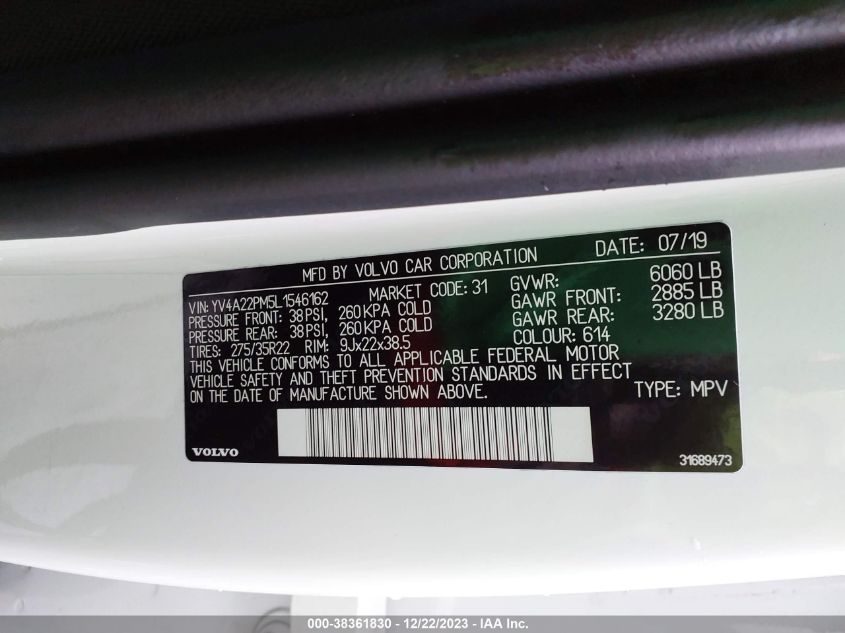 MFD BY VOLVO CAR CORPORATION DATE: 07/19
VIN: YV4A22PM5L1546162 MARKET CODE: 31 GVWR: 6060 LB
PRESSURE FRONT: 38 PSI, 260 KPA COLD GAWR FRONT: 2885 LB
PRESSURE REAR: 38 PSI, 260 KPA COLD GAWR REAR: 3280 LB
TIRES: 275/35R22 RIM: 9Jx22x38.5 COLOUR: 614
THIS VEHICLE CONFORMS TO ALL APPLICABLE FEDERAL MOTOR
VEHICLE SAFETY AND THEFT PREVENTION STANDARDS IN EFFECT
ON THE DATE OF MANUFACTURE SHOWN ABOVE. TYPE: MPV
VOLVO 31689473
000-38361830 - 12/22/2023 - IAA Inc.